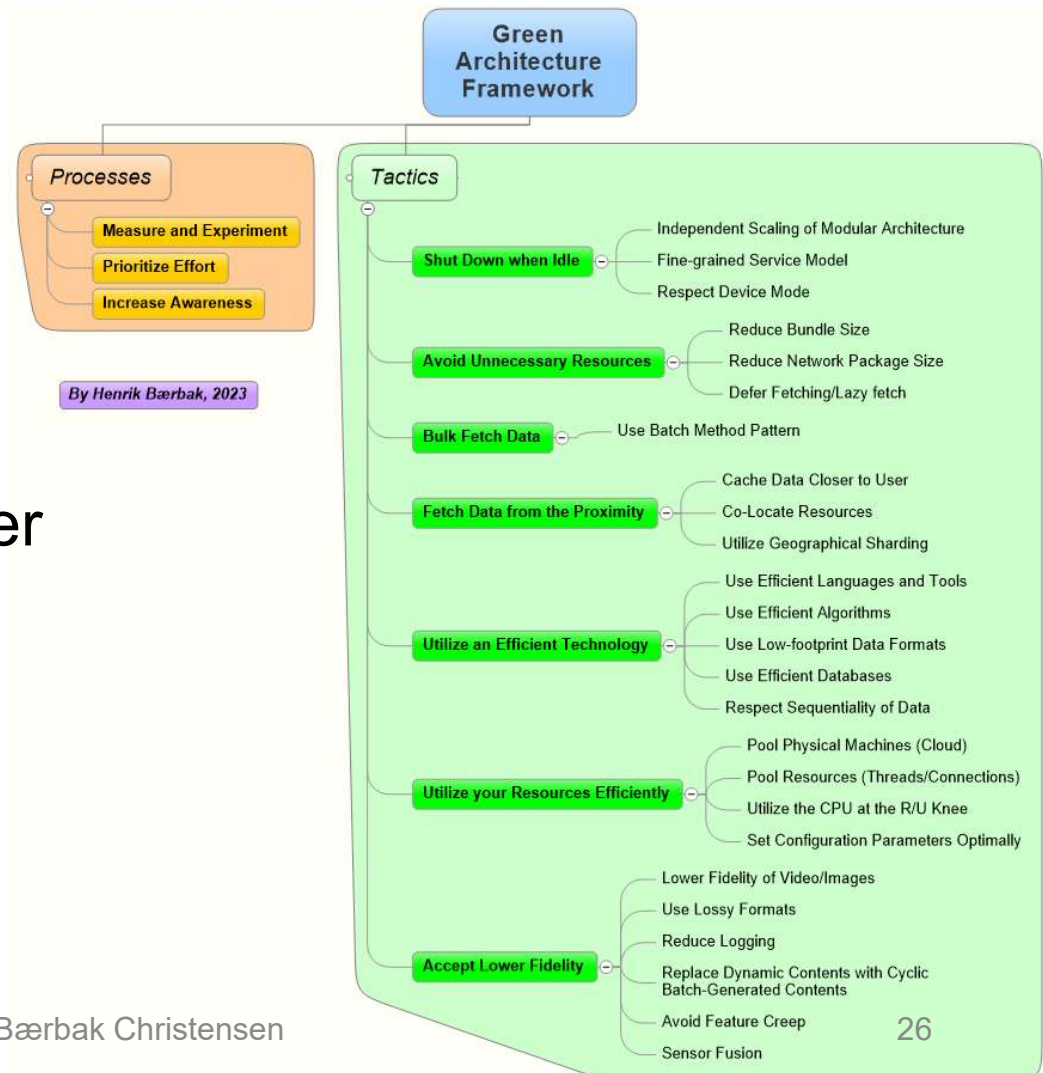 Green
Architecture
Framework
Processes
Measure and Experiment
Prioritize Effort
Increase Awareness
By Henrik Bærbak, 2023
er
Tactics
Shut Down when Idle
Independent Scaling of Modular Architecture
Fine-grained Service Model
Respect Device Mode
Avoid Unnecessary Resources
Reduce Bundle Size
Reduce Network Package Size
Defer Fetching/Lazy fetch
Bulk Fetch Data
Use Batch Method Pattern
Fetch Data from the Proximity
Cache Data Closer to User
Co-Locate Resources
Utilize Geographical Sharding
Utilize an Efficient Technology
Use Efficient Languages and Tools
Use Efficient Algorithms
Use Low-footprint Data Formats
Use Efficient Databases
Respect Sequentiality of Data
Utilize your Resources Efficiently
Pool Physical Machines (Cloud)
Pool Resources (Threads/Connections)
Utilize the CPU at the R/U Knee
Set Configuration Parameters Optimally
Accept Lower Fidelity
Lower Fidelity of Video/Images
Use Lossy Formats
Reduce Logging
Replace Dynamic Contents with Cyclic
Batch-Generated Contents
Avoid Feature Creep
Sensor Fusion
Bærbak Christensen
26